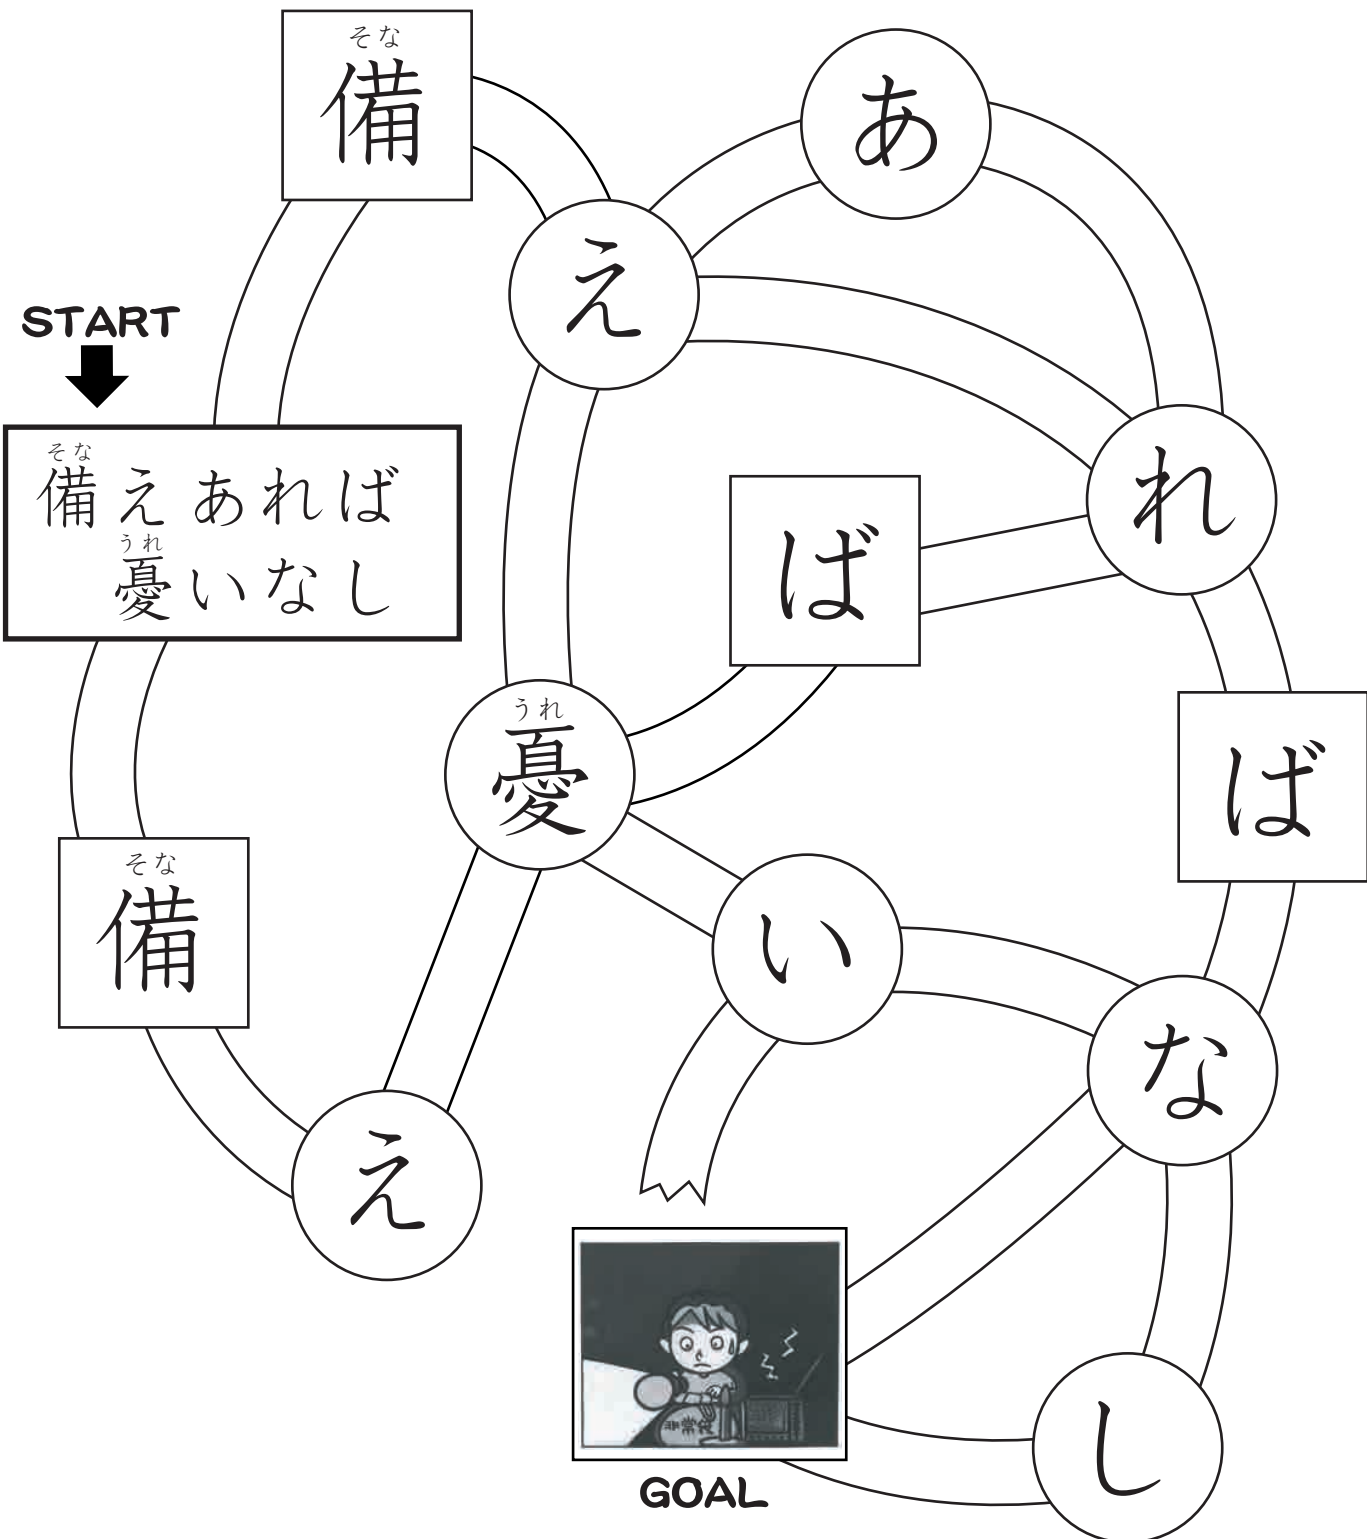 そな
備
あ
え
START
そな
備えあれば
うれ
憂いなし
れ
ば
うれ
憂
ば
そな
備
い
な
え
し
GOAL